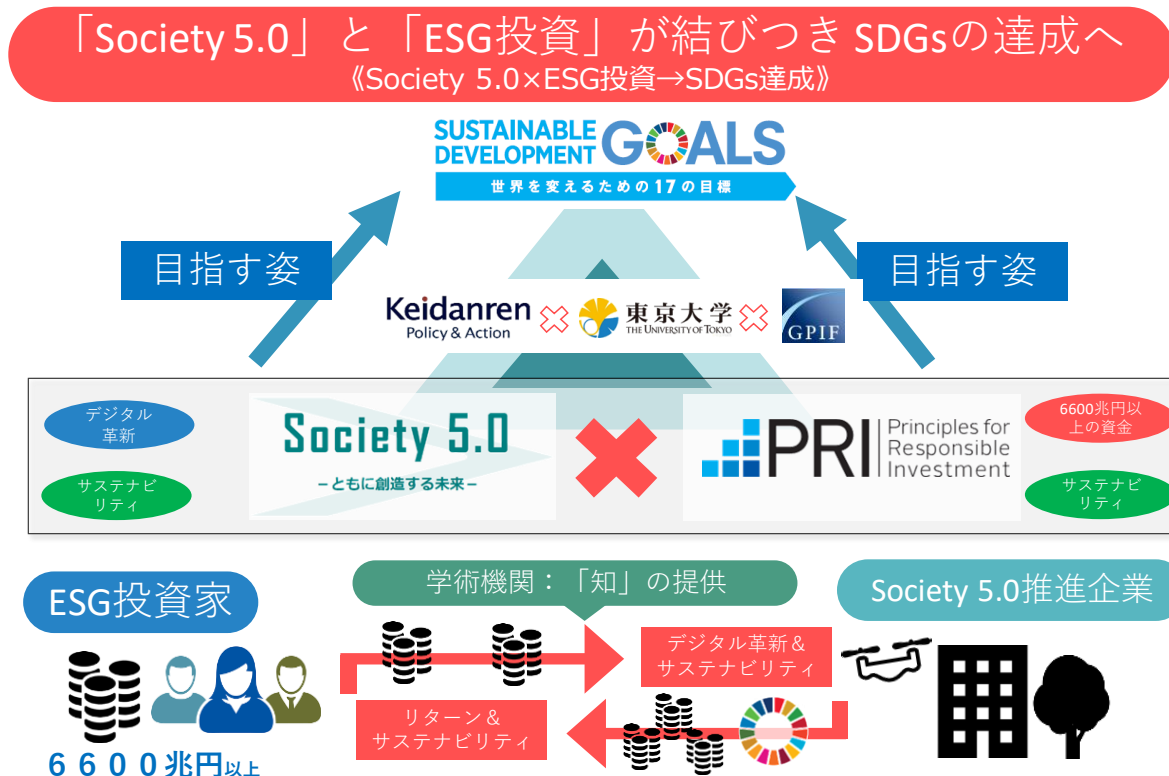 「Society 5.0」と「ESG投資」が結びつき SDGsの達成へ
《Society 5.0×ESG投資→SDGs達成》
SUSTAINABLE
DEVELOPMENT
GOALS
世界を変えるための17の目標
目指す姿
目指す姿
Keidanren
Policy & Action
東京大学
THE UNIVERSITY OF TOKYO
GPIF
デジタル
革新
サステナビ
リティ
Society 5.0
－ともに創造する未来－
PRI
Principles for
Responsible
Investment
6600兆円以
上の資金
サステナビ
リティ
ESG投資家
学術機関：「知」の提供
Society 5.0推進企業
デジタル革新＆
サステナビリティ
リターン＆
サステナビリティ
６６００兆円以上